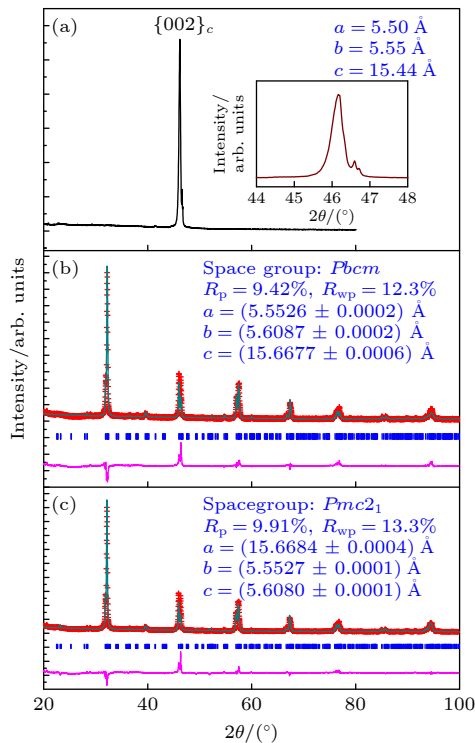 (a)
{002}c
a = 5.50 Å
b = 5.55 Å
c = 15.44 Å
Intensity/
arb. units
44 45 46 47 48
2θ/(°)
Intensity/arb. units
(b)
Space group: Pbcm
Rp = 9.42%, Rwp = 12.3%
a = (5.5526 ± 0.0002) Å
b = (5.6087 ± 0.0002) Å
c = (15.6677 ± 0.0006) Å
(c)
Spacegroup: Pmc2₁
Rp = 9.91%, Rwp = 13.3%
a = (15.6684 ± 0.0004) Å
b = (5.5527 ± 0.0001) Å
c = (5.6080 ± 0.0001) Å
20 40 60 80 100
2θ/(°)